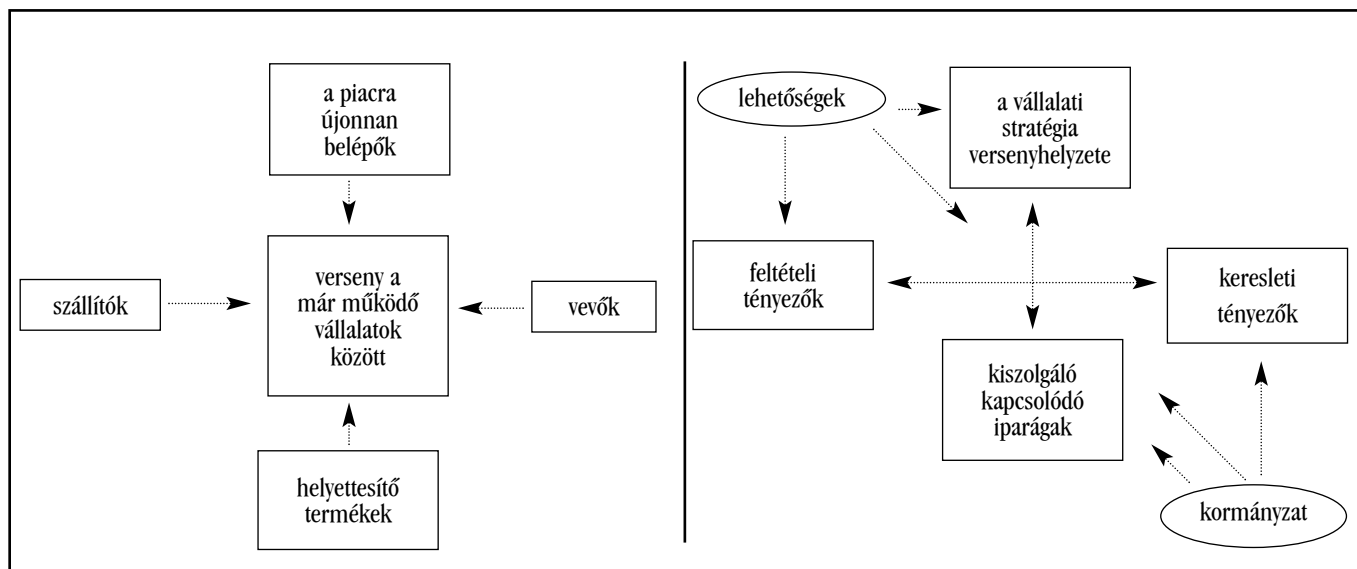 a piacra
újonnan
belépők
szállítók
verseny a
már működő
vállalatok
között
vevők
helyettesítő
termékek
lehetőségek
a vállalati
stratégia
versenyhelyzete
feltételi
tényezők
keresleti
tényezők
kiszolgáló
kapcsolódó
iparágak
kormányzat